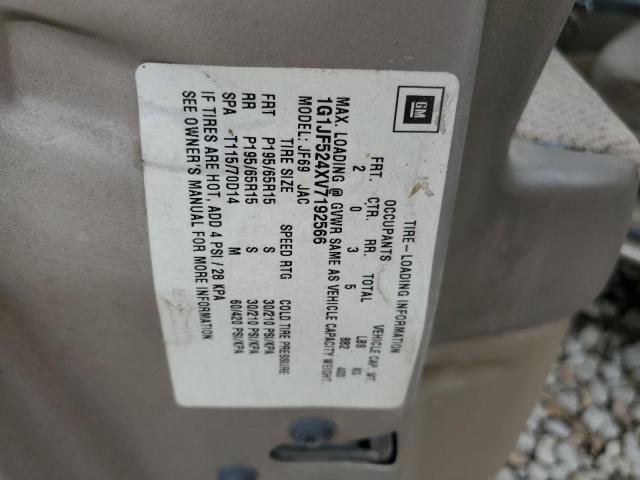 GM
TIRE-LOADING INFORMATION
OCCUPANTS VEHICLE CAP. WT.
FRT. CTR. RR. TOTAL LBS KG
2 0 3 5 882 400
MAX. LOADING @ GVWR SAME AS VEHICLE CAPACITY WEIGHT.
1G1JF524XV7192566
MODEL: JF69 JAC
TIRE SIZE SPEED RTG COLD TIRE PRESSURE
FRT P195/65R15 S 30/210 PSI/KPA
RR P195/65R15 S 30/210 PSI/KPA
SPA T115/70D14 M 60/420 PSI/KPA
IF TIRES ARE HOT, ADD 4 PSI / 28 KPA
SEE OWNER'S MANUAL FOR MORE INFORMATION